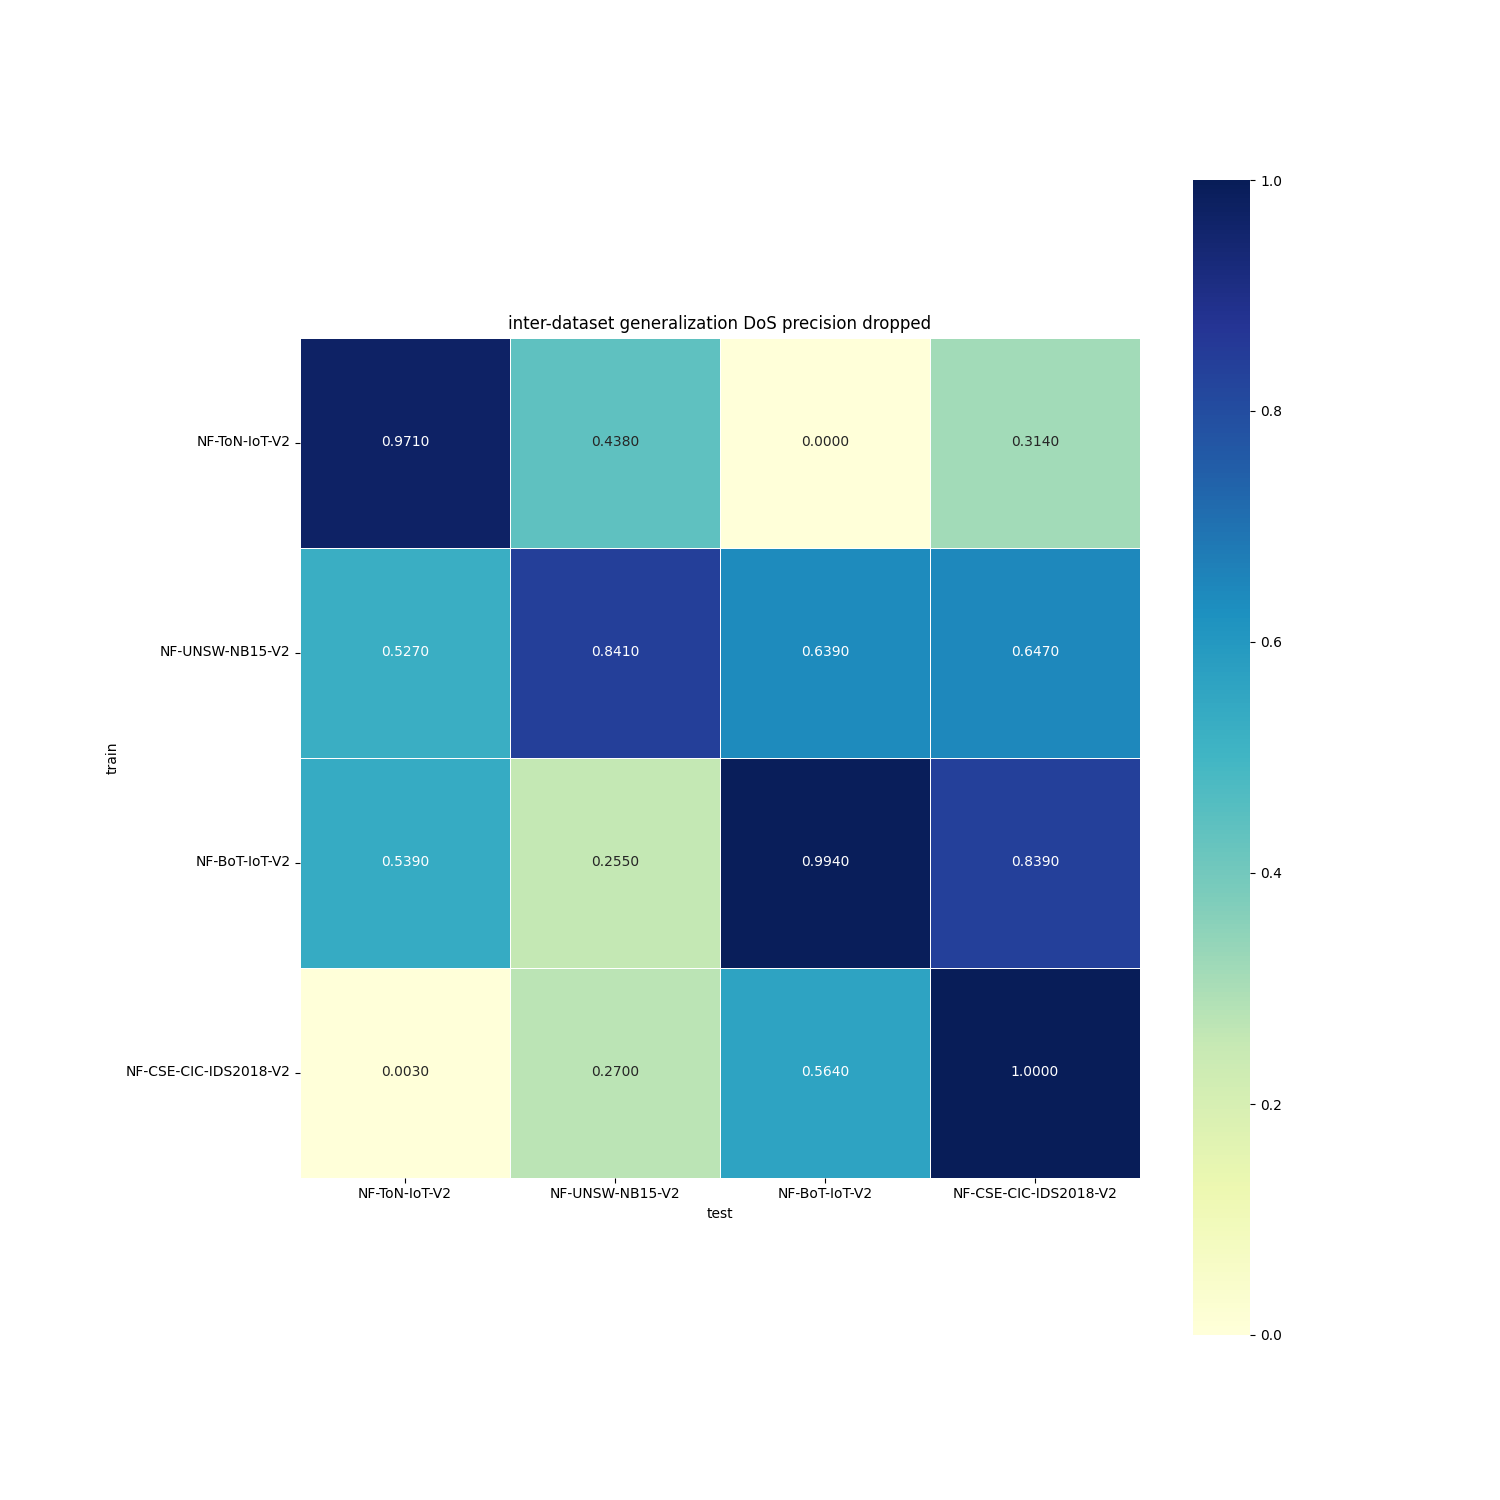 inter-dataset generalization DoS precision dropped
NF-ToN-IoT-V2
0.9710 0.4380 0.0000 0.3140
NF-UNSW-NB15-V2
0.5270 0.8410 0.6390 0.6470
NF-BoT-IoT-V2
0.5390 0.2550 0.9940 0.8390
NF-CSE-CIC-IDS2018-V2
0.0030 0.2700 0.5640 1.0000
train
NF-ToN-IoT-V2 NF-UNSW-NB15-V2 NF-BoT-IoT-V2 NF-CSE-CIC-IDS2018-V2
test
1.0
0.8
0.6
0.4
0.2
0.0